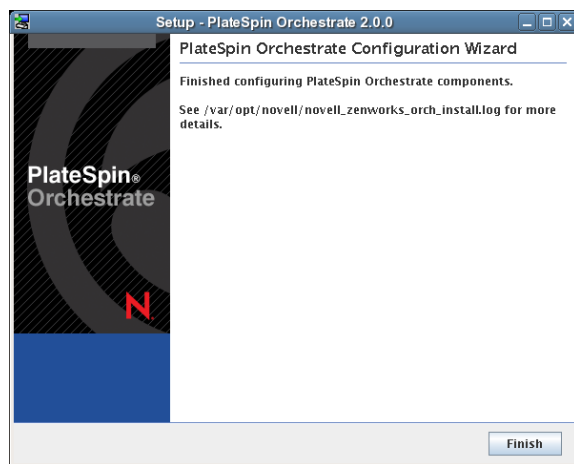 Setup - PlateSpin Orchestrate 2.0.0
PlateSpin Orchestrate Configuration Wizard
Finished configuring PlateSpin Orchestrate components.
See /var/opt/novell/novell_zenworks_orch_install.log for more
details.
PlateSpin®
Orchestrate
N
Finish